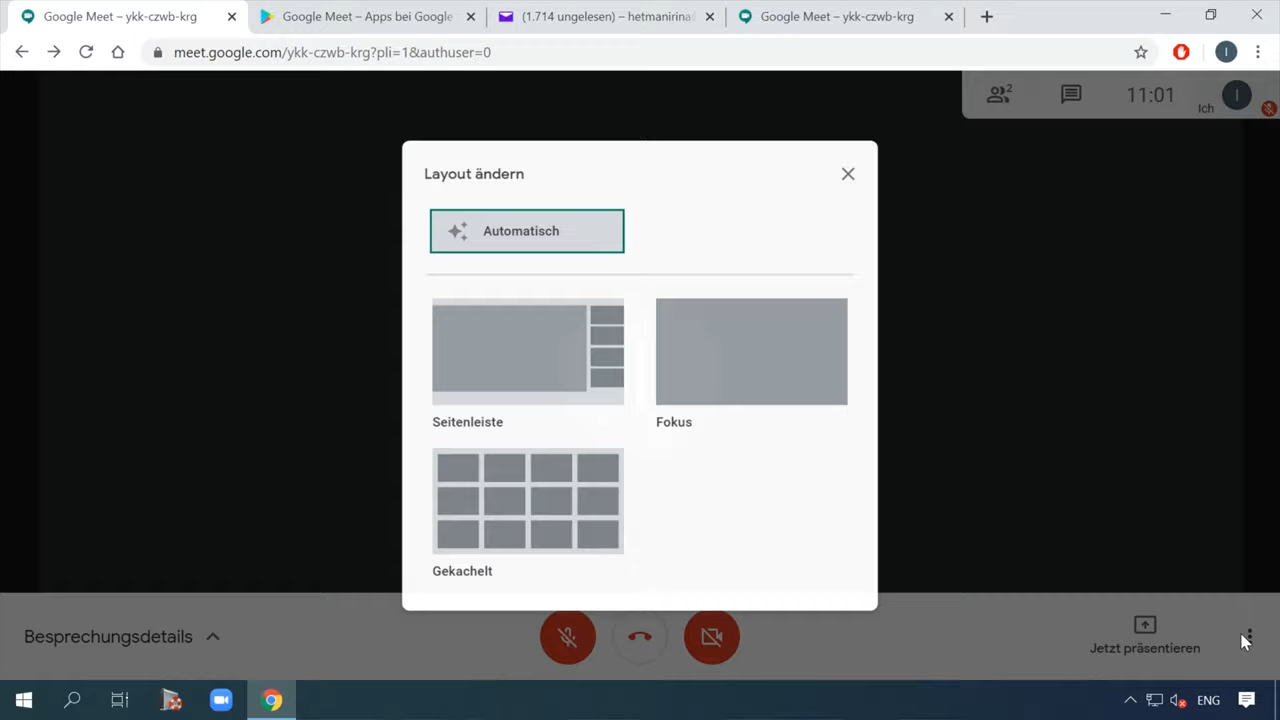 Google Meet – ykk-czwb-krg
Google Meet – Apps bei Google
(1.714 ungelesen) – hetmanirina
Google Meet – ykk-czwb-krg
meet.google.com/ykk-czwb-krg?pli=1&authuser=0
I
2
11:01
Ich
I
Layout ändern
Automatisch
Seitenleiste
Fokus
Gekachelt
Besprechungsdetails
Jetzt präsentieren
ENG